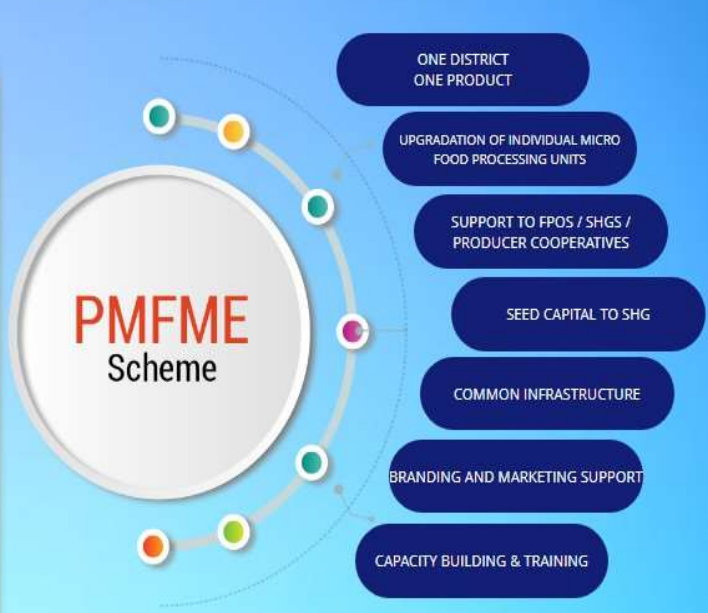 PMFME
Scheme
ONE DISTRICT
ONE PRODUCT
UPGRADATION OF INDIVIDUAL MICRO
FOOD PROCESSING UNITS
SUPPORT TO FPOS / SHGS /
PRODUCER COOPERATIVES
SEED CAPITAL TO SHG
COMMON INFRASTRUCTURE
BRANDING AND MARKETING SUPPORT
CAPACITY BUILDING & TRAINING